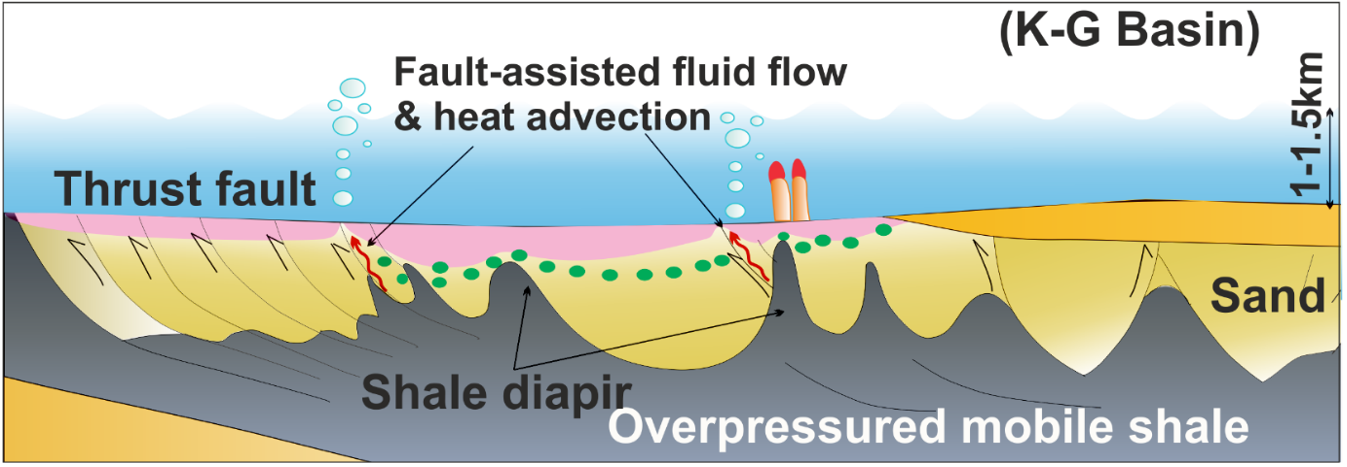 (K-G Basin)
Fault-assisted fluid flow
& heat advection
1-1.5km
Thrust fault
Sand
Shale diapir
Overpressured mobile shale